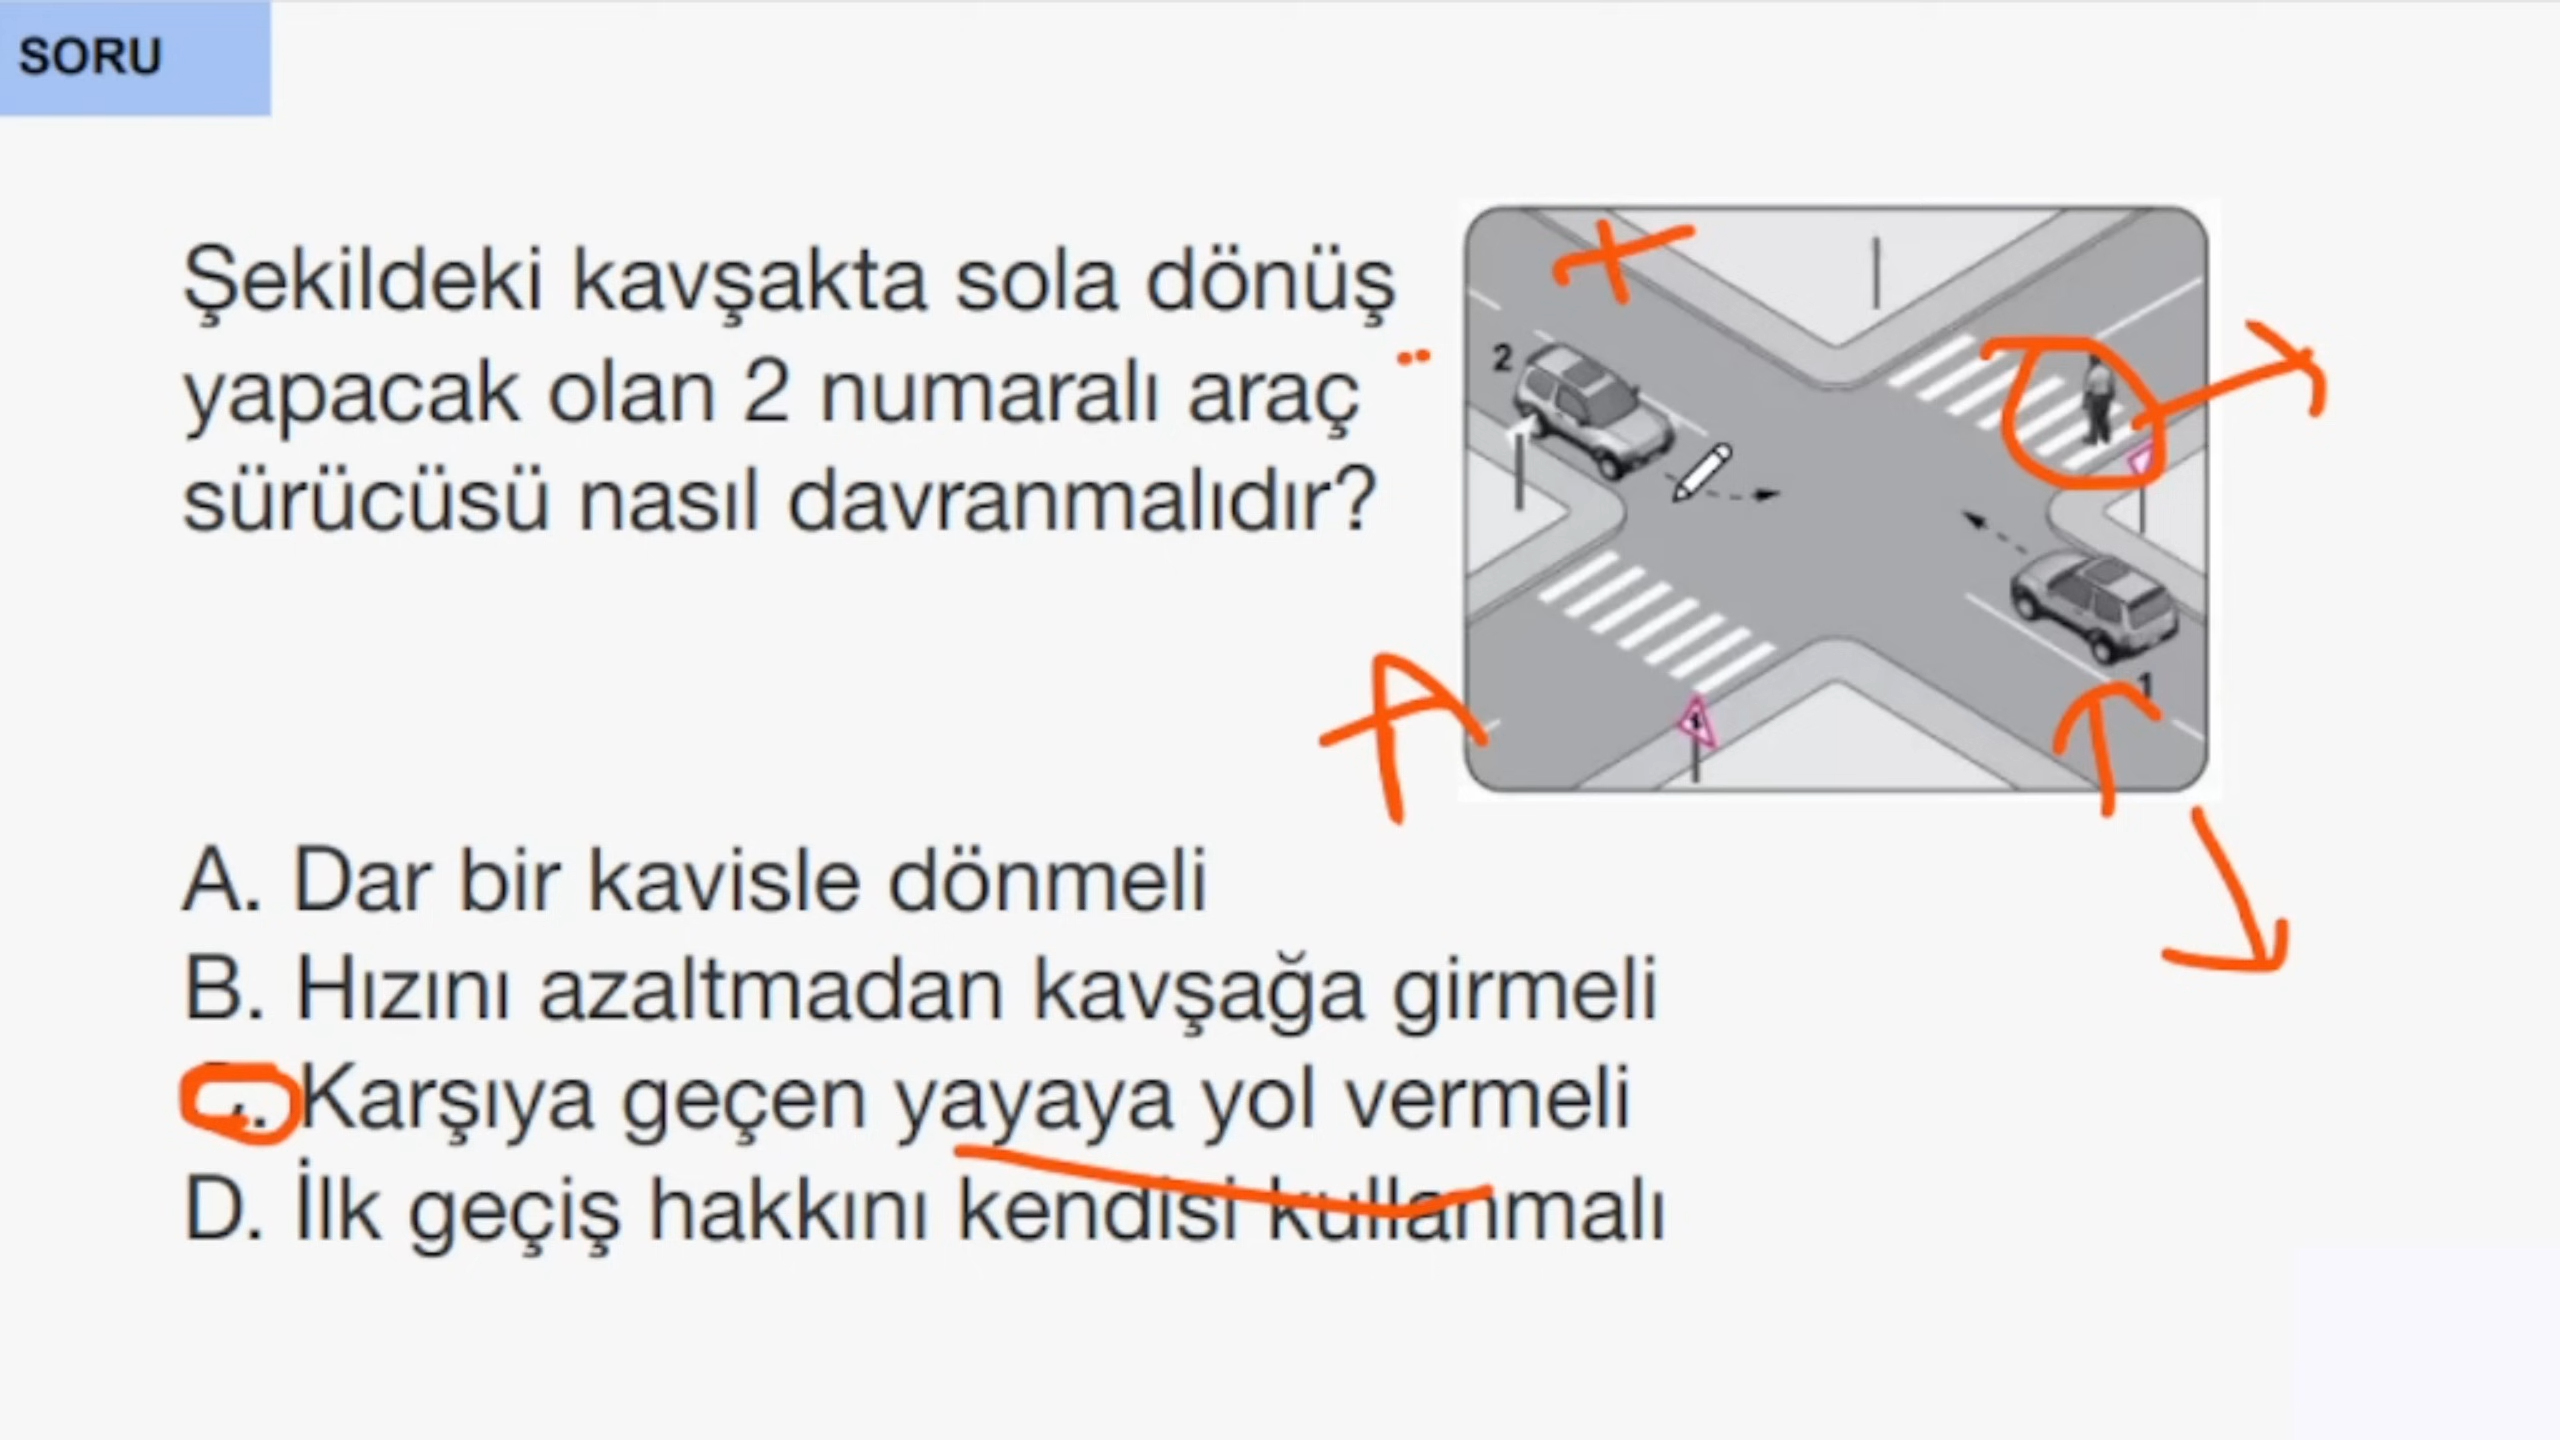 SORU
Şekildeki kavşakta sola dönüş
yapacak olan 2 numaralı araç
sürücüsü nasıl davranmalıdır?
2
1
A. Dar bir kavisle dönmeli
B. Hızını azaltmadan kavşağa girmeli
Karşıya geçen yayaya yol vermeli
D. İlk geçiş hakkını kendisi kullanmalı